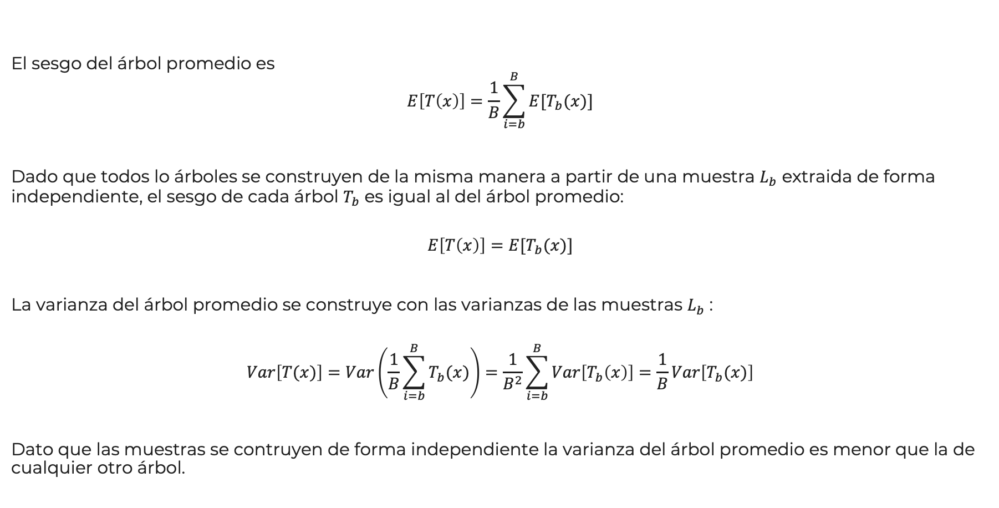 El sesgo del árbol promedio es
E[T(x)] = \frac{1}{B} \sum_{i=b}^{B} E[T_b(x)]
Dado que todos lo árboles se construyen de la misma manera a partir de una muestra L_b extraida de forma
independiente, el sesgo de cada árbol T_b es igual al del árbol promedio:
E[T(x)] = E[T_b(x)]
La varianza del árbol promedio se construye con las varianzas de las muestras L_b :
Var[T(x)] = Var \left( \frac{1}{B} \sum_{i=b}^{B} T_b(x) \right) = \frac{1}{B^2} \sum_{i=b}^{B} Var[T_b(x)] = \frac{1}{B} Var[T_b(x)]
Dato que las muestras se contruyen de forma independiente la varianza del árbol promedio es menor que la de
cualquier otro árbol.